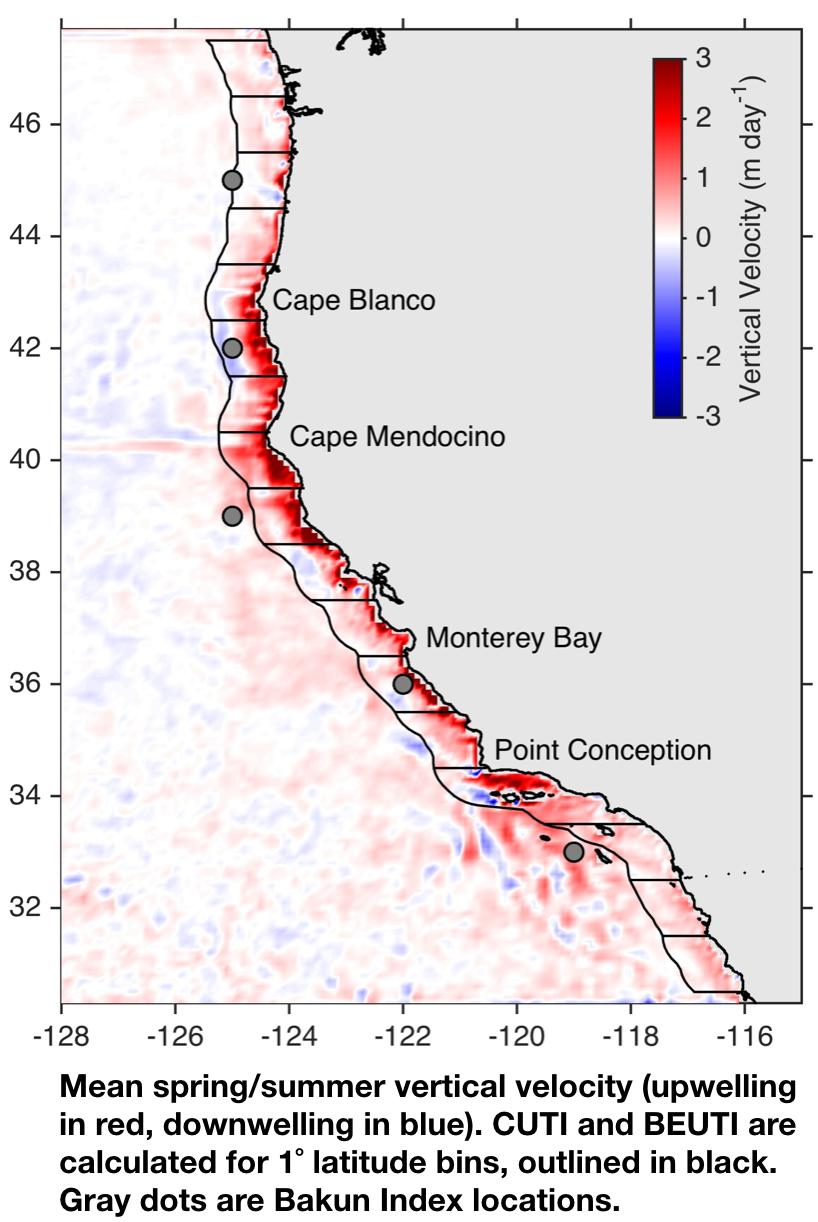 3
2
1
0
-1
-2
-3
Vertical Velocity (m day-1)
46
44
42
40
38
36
34
32
Cape Blanco
Cape Mendocino
Monterey Bay
Point Conception
-128 -126 -124 -122 -120 -118 -116
Mean spring/summer vertical velocity (upwelling
in red, downwelling in blue). CUTI and BEUTI are
calculated for 1° latitude bins, outlined in black.
Gray dots are Bakun Index locations.